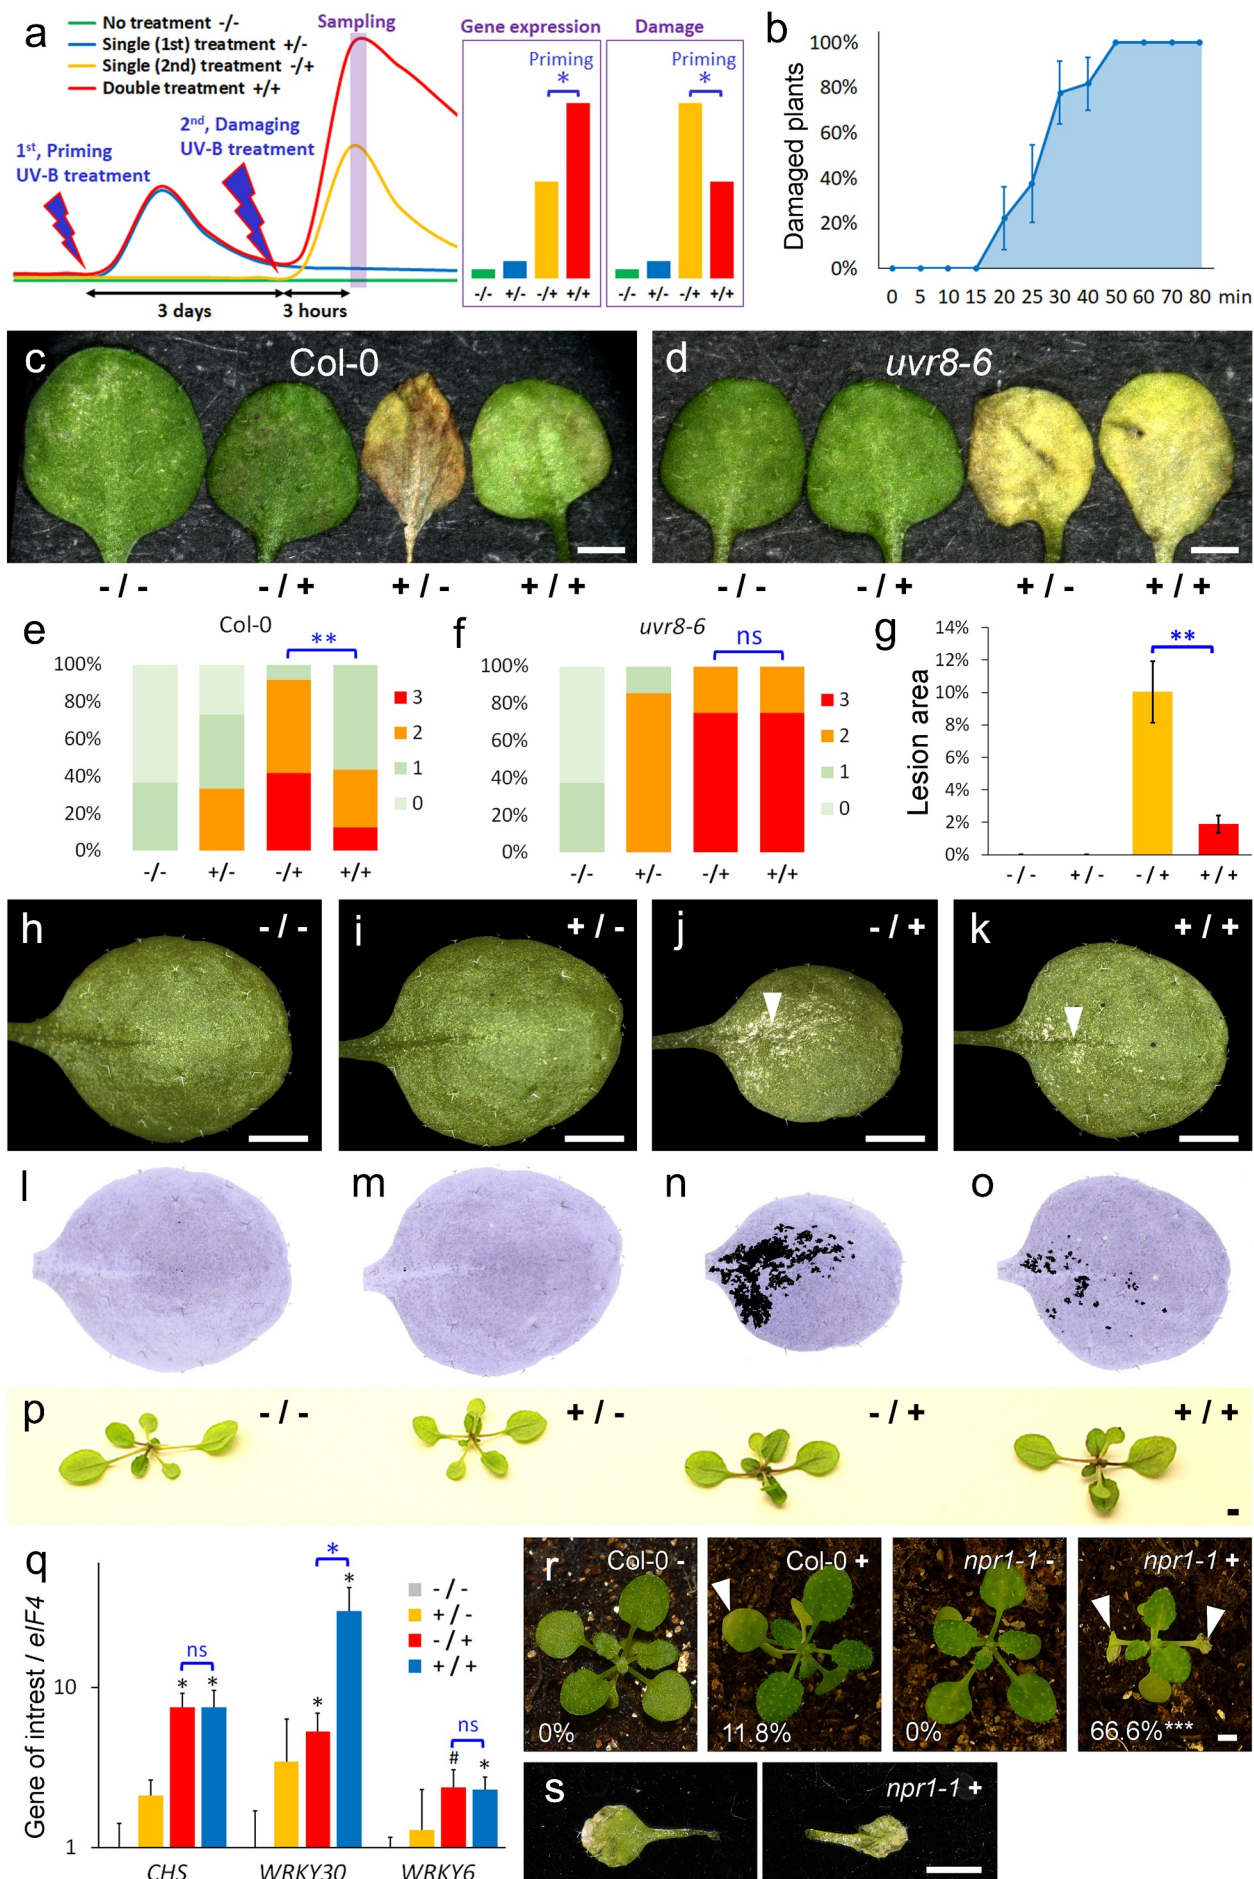 a
No treatment -/-
Single (1st) treatment +/-
Single (2nd) treatment -/+
Double treatment +/+
Sampling
1st, Priming
UV-B treatment
2nd, Damaging
UV-B treatment
3 days
3 hours
Gene expression
Priming
*
-/- +/- -/+ +/+
Damage
Priming
*
-/- +/- -/+ +/+
b
Damaged plants
100%
80%
60%
40%
20%
0%
0 5 10 15 20 25 30 40 50 60 70 80 min
c
Col-0
-/- -/+ +/- +/+
d
uvr8-6
-/- -/+ +/- +/+
e
Col-0
**
100%
80%
60%
40%
20%
0%
-/- +/- -/+ +/+
3
2
1
0
f
uvr8-6
ns
100%
80%
60%
40%
20%
0%
-/- +/- -/+ +/+
3
2
1
0
g
Lesion area
**
14%
12%
10%
8%
6%
4%
2%
0%
-/- +/- -/+ +/+
h -/-
i +/-
j -/+
k +/+
l
m
n
o
p -/- +/- -/+ +/+
q
Gene of intrest / eIF4
10
1
ns
* *
*
* *
ns
# *
-/-
+/-
-/+
+/+
CHS WRKY30 WRKY6
r
Col-0 -
0%
Col-0 +
11.8%
npr1-1 -
0%
npr1-1 +
66.6%***
s
npr1-1 +